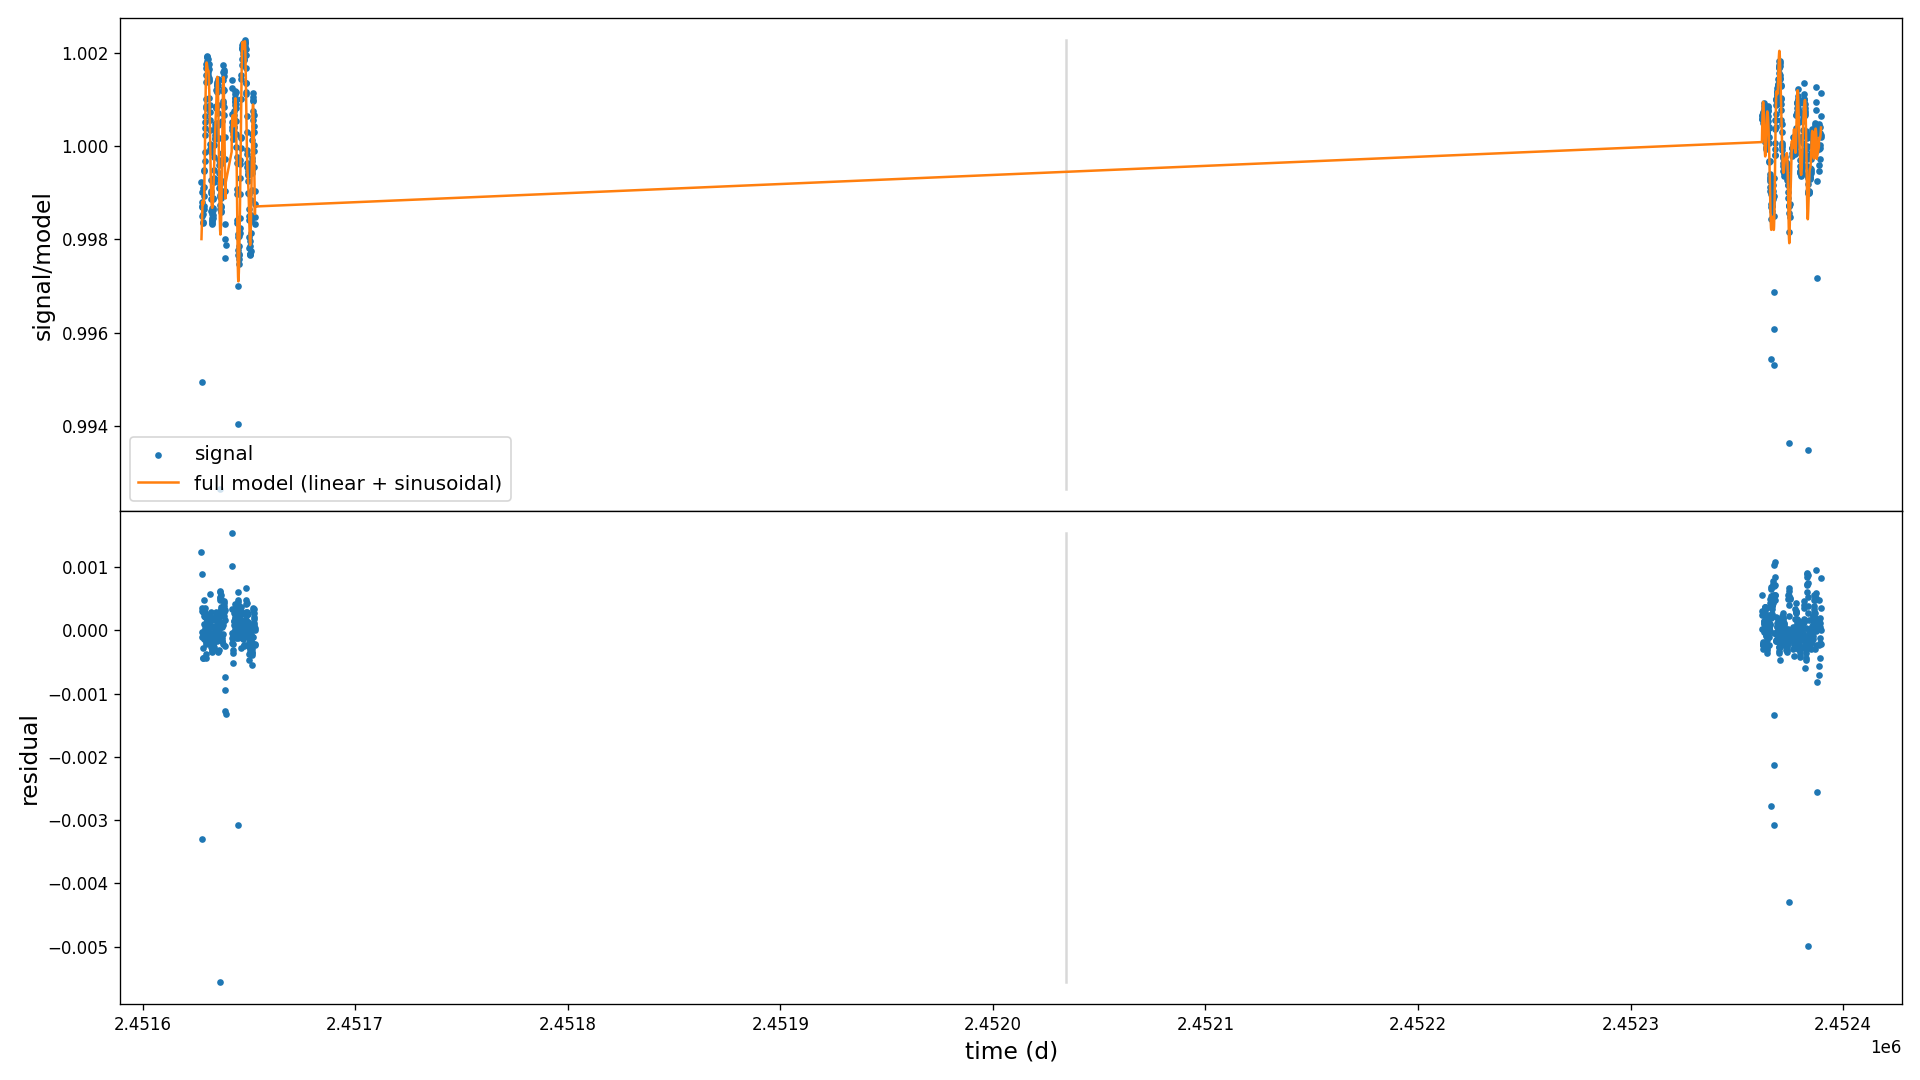 1.002
1.000
0.998
0.996
0.994
signal/model
signal
full model (linear + sinusoidal)
0.001
0.000
−0.001
−0.002
−0.003
−0.004
−0.005
residual
2.4516 2.4517 2.4518 2.4519 2.4520 2.4521 2.4522 2.4523 2.4524
1e6
time (d)